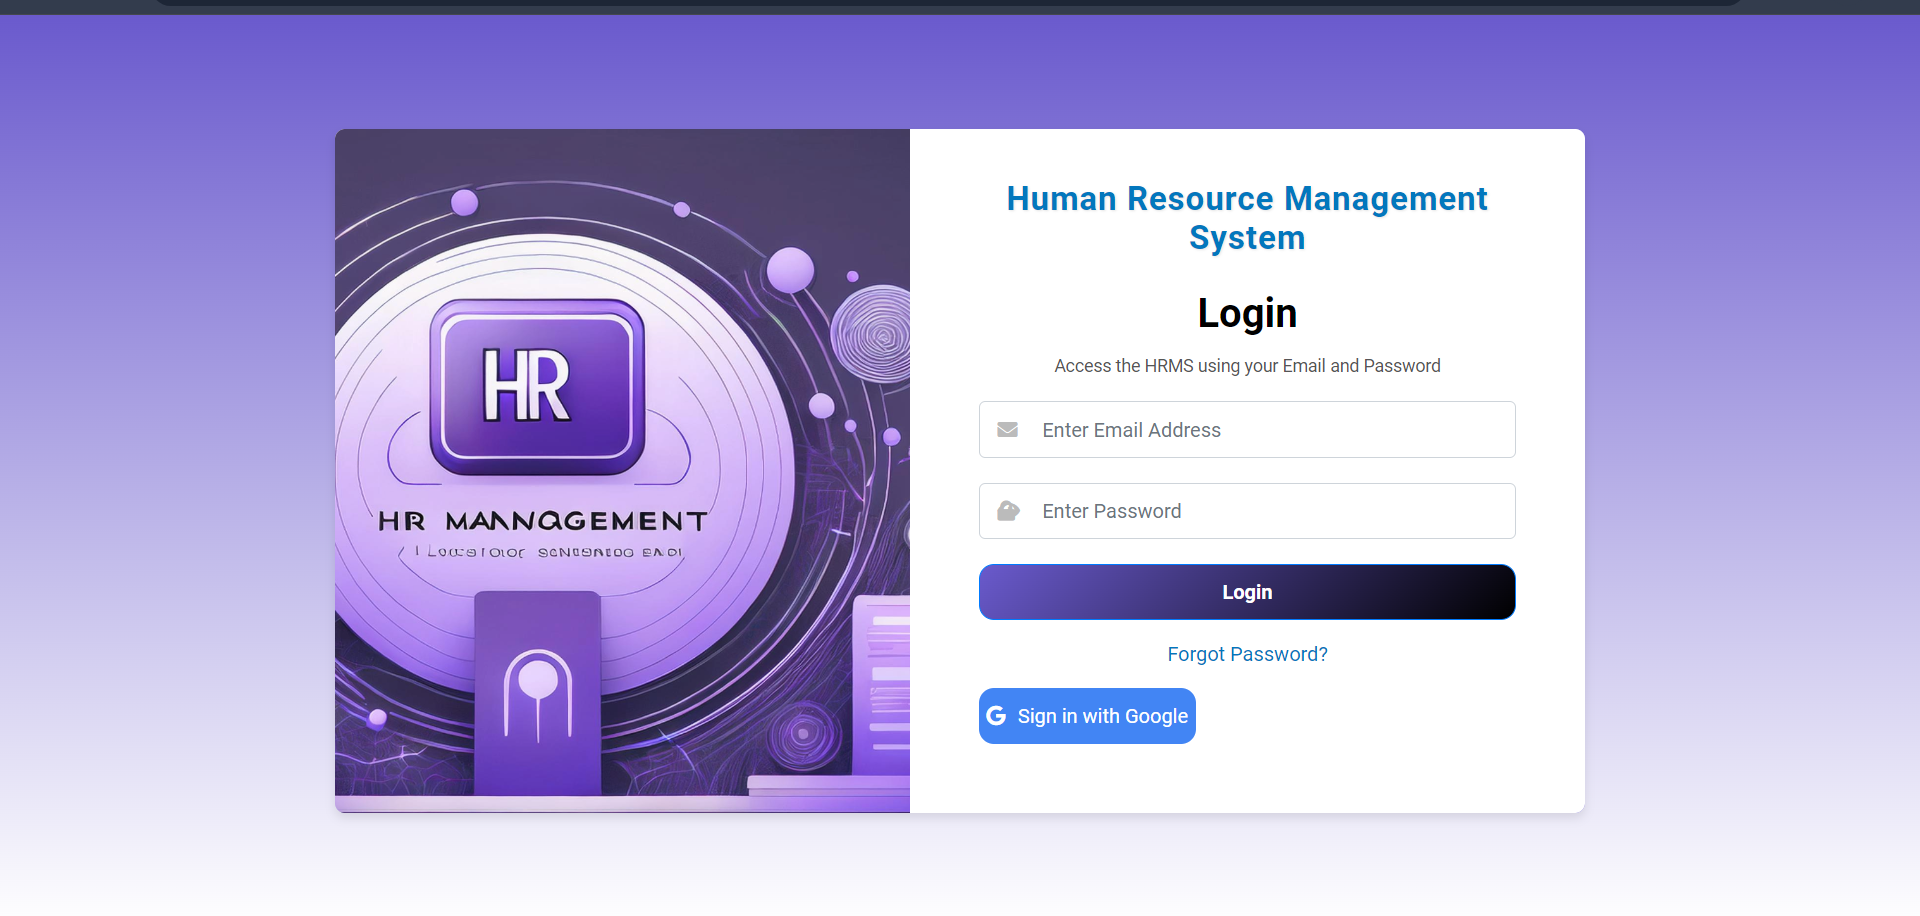 HR
HR MANNQGEMENT
Human Resource Management
System
Login
Access the HRMS using your Email and Password
Enter Email Address
Enter Password
Login
Forgot Password?
G Sign in with Google